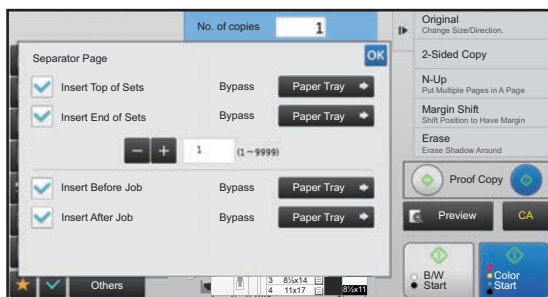 No. of copies 1
Original
Change Size/Direction.
Separator Page OK
2-Sided Copy
Insert Top of Sets Bypass Paper Tray
N-Up
Put Multiple Pages in A Page
Insert End of Sets Bypass Paper Tray
Margin Shift
Shift Position to Have Margin
− + 1 (1~9999)
Erase
Erase Shadow Around
Proof Copy
Insert Before Job Bypass Paper Tray
Insert After Job Bypass Paper Tray
Preview CA
B/W
Start
Color
Start
Others
3 8½x14
4 11x17 8½x11